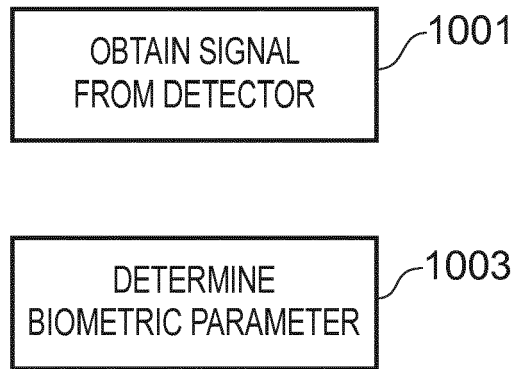 OBTAIN SIGNAL
FROM DETECTOR
1001
DETERMINE
BIOMETRIC PARAMETER
1003